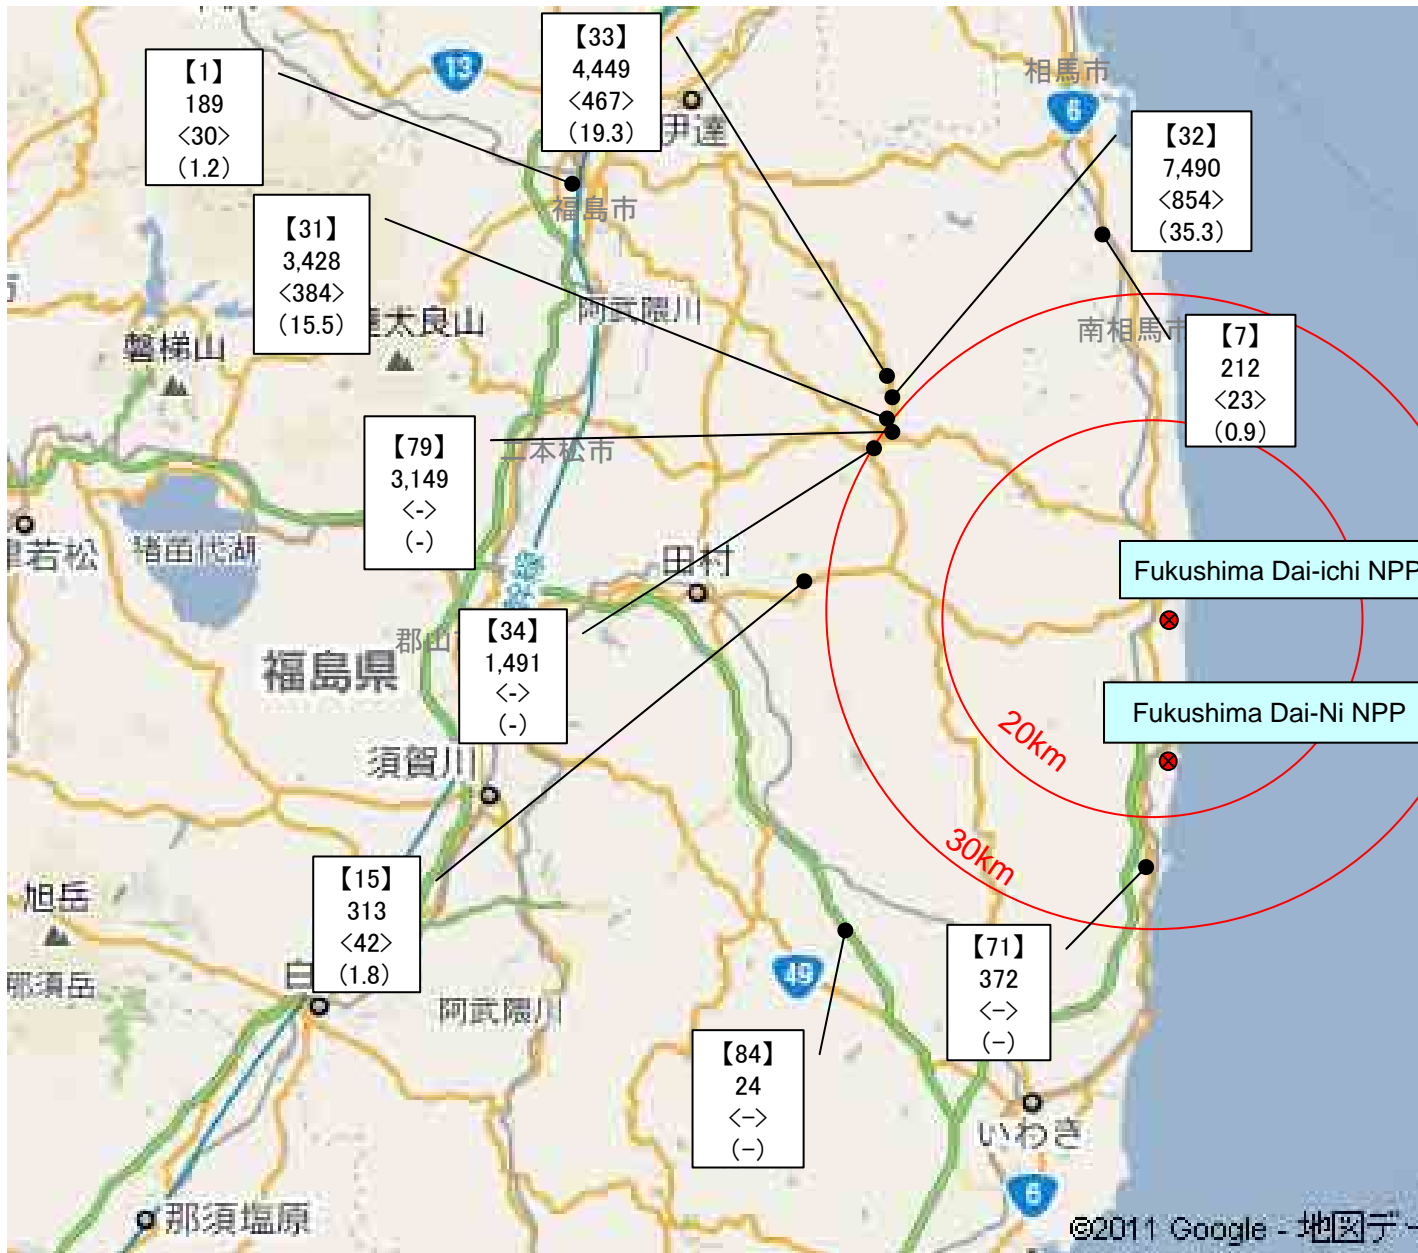 【33】
4,449
<467>
(19.3)
【1】
189
<30>
(1.2)
13
伊達
相馬市
6
【32】
7,490
<854>
(35.3)
福島市
【31】
3,428
<384>
(15.5)
阿武隈川
太良山
磐梯山
南相馬市
【7】
212
<23>
(0.9)
【79】
3,149
<->
(-)
二本松市
若松
猪苗代湖
田村
Fukushima Dai-ichi NPP
【34】
1,491
<->
(-)
郡山
福島県
Fukushima Dai-Ni NPP
20km
須賀川
30km
【15】
313
<42>
(1.8)
旭岳
那須岳
白
阿武隈川
49
【71】
372
<->
(-)
【84】
24
<->
(-)
いわき
6
那須塩原
©2011 Google - 地図デー